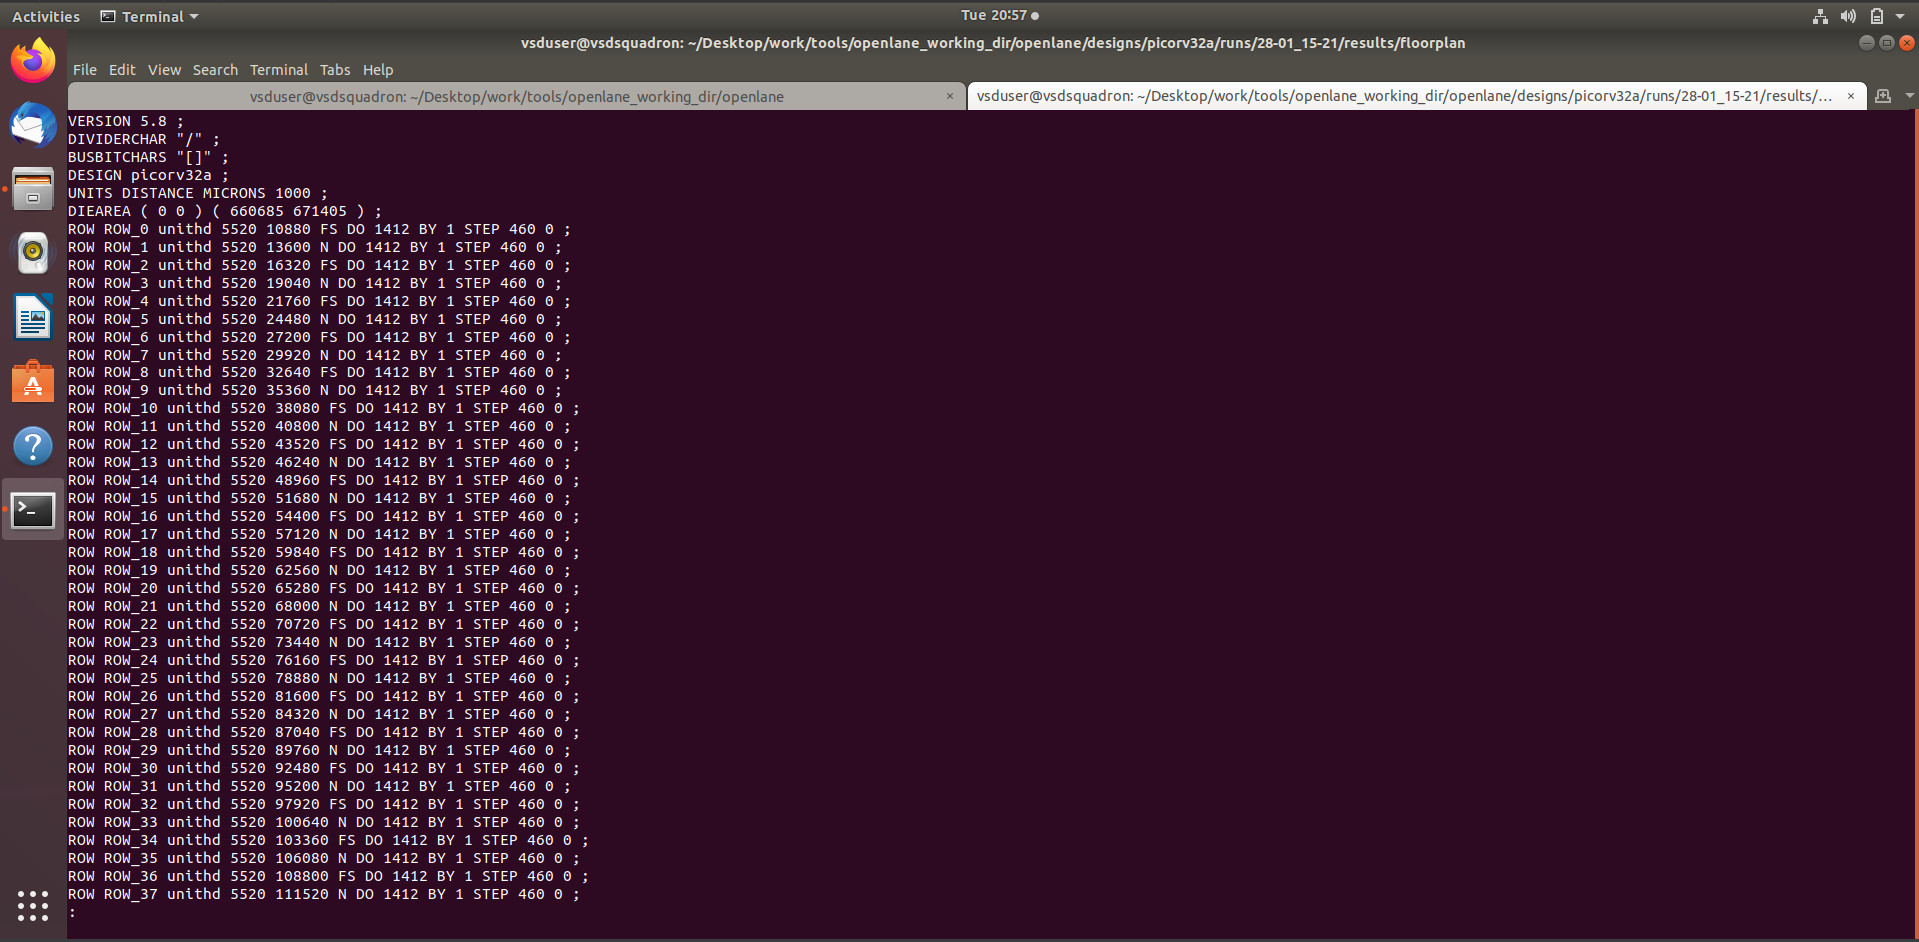 Activities Terminal Tue 20:57
vsduser@vsdsquadron: ~/Desktop/work/tools/openlane_working_dir/openlane/designs/picorv32a/runs/28-01_15-21/results/floorplan
File Edit View Search Terminal Tabs Help
vsduser@vsdsquadron: ~/Desktop/work/tools/openlane_working_dir/openlane × vsduser@vsdsquadron: ~/Desktop/work/tools/openlane_working_dir/openlane/designs/picorv32a/runs/28-01_15-21/results/... ×
VERSION 5.8 ;
DIVIDERCHAR "/" ;
BUSBITCHARS "[]" ;
DESIGN picorv32a ;
UNITS DISTANCE MICRONS 1000 ;
DIEAREA ( 0 0 ) ( 660685 671405 ) ;
ROW ROW_0 unithd 5520 10880 FS DO 1412 BY 1 STEP 460 0 ;
ROW ROW_1 unithd 5520 13600 N DO 1412 BY 1 STEP 460 0 ;
ROW ROW_2 unithd 5520 16320 FS DO 1412 BY 1 STEP 460 0 ;
ROW ROW_3 unithd 5520 19040 N DO 1412 BY 1 STEP 460 0 ;
ROW ROW_4 unithd 5520 21760 FS DO 1412 BY 1 STEP 460 0 ;
ROW ROW_5 unithd 5520 24480 N DO 1412 BY 1 STEP 460 0 ;
ROW ROW_6 unithd 5520 27200 FS DO 1412 BY 1 STEP 460 0 ;
ROW ROW_7 unithd 5520 29920 N DO 1412 BY 1 STEP 460 0 ;
ROW ROW_8 unithd 5520 32640 FS DO 1412 BY 1 STEP 460 0 ;
ROW ROW_9 unithd 5520 35360 N DO 1412 BY 1 STEP 460 0 ;
ROW ROW_10 unithd 5520 38080 FS DO 1412 BY 1 STEP 460 0 ;
ROW ROW_11 unithd 5520 40800 N DO 1412 BY 1 STEP 460 0 ;
ROW ROW_12 unithd 5520 43520 FS DO 1412 BY 1 STEP 460 0 ;
ROW ROW_13 unithd 5520 46240 N DO 1412 BY 1 STEP 460 0 ;
ROW ROW_14 unithd 5520 48960 FS DO 1412 BY 1 STEP 460 0 ;
ROW ROW_15 unithd 5520 51680 N DO 1412 BY 1 STEP 460 0 ;
ROW ROW_16 unithd 5520 54400 FS DO 1412 BY 1 STEP 460 0 ;
ROW ROW_17 unithd 5520 57120 N DO 1412 BY 1 STEP 460 0 ;
ROW ROW_18 unithd 5520 59840 FS DO 1412 BY 1 STEP 460 0 ;
ROW ROW_19 unithd 5520 62560 N DO 1412 BY 1 STEP 460 0 ;
ROW ROW_20 unithd 5520 65280 FS DO 1412 BY 1 STEP 460 0 ;
ROW ROW_21 unithd 5520 68000 N DO 1412 BY 1 STEP 460 0 ;
ROW ROW_22 unithd 5520 70720 FS DO 1412 BY 1 STEP 460 0 ;
ROW ROW_23 unithd 5520 73440 N DO 1412 BY 1 STEP 460 0 ;
ROW ROW_24 unithd 5520 76160 FS DO 1412 BY 1 STEP 460 0 ;
ROW ROW_25 unithd 5520 78880 N DO 1412 BY 1 STEP 460 0 ;
ROW ROW_26 unithd 5520 81600 FS DO 1412 BY 1 STEP 460 0 ;
ROW ROW_27 unithd 5520 84320 N DO 1412 BY 1 STEP 460 0 ;
ROW ROW_28 unithd 5520 87040 FS DO 1412 BY 1 STEP 460 0 ;
ROW ROW_29 unithd 5520 89760 N DO 1412 BY 1 STEP 460 0 ;
ROW ROW_30 unithd 5520 92480 FS DO 1412 BY 1 STEP 460 0 ;
ROW ROW_31 unithd 5520 95200 N DO 1412 BY 1 STEP 460 0 ;
ROW ROW_32 unithd 5520 97920 FS DO 1412 BY 1 STEP 460 0 ;
ROW ROW_33 unithd 5520 100640 N DO 1412 BY 1 STEP 460 0 ;
ROW ROW_34 unithd 5520 103360 FS DO 1412 BY 1 STEP 460 0 ;
ROW ROW_35 unithd 5520 106080 N DO 1412 BY 1 STEP 460 0 ;
ROW ROW_36 unithd 5520 108800 FS DO 1412 BY 1 STEP 460 0 ;
ROW ROW_37 unithd 5520 111520 N DO 1412 BY 1 STEP 460 0 ;
: